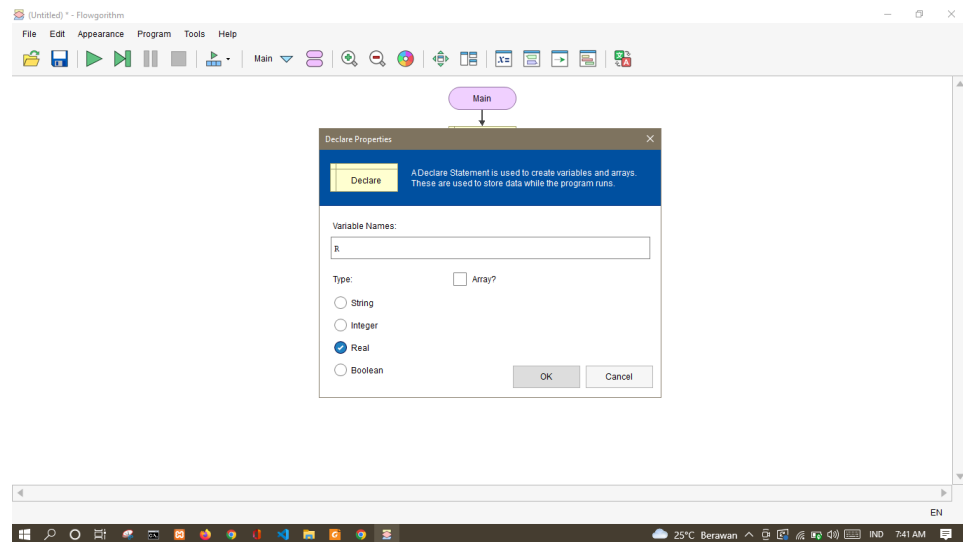 (Untitled) * - Flowgorithm
File Edit Appearance Program Tools Help
Main
x=
Main
Declare Properties
Declare
A Declare Statement is used to create variables and arrays.
These are used to store data while the program runs.
Variable Names:
R
Type:
Array?
String
Integer
Real
Boolean
OK Cancel
EN
25°C Berawan IND 7:41 AM